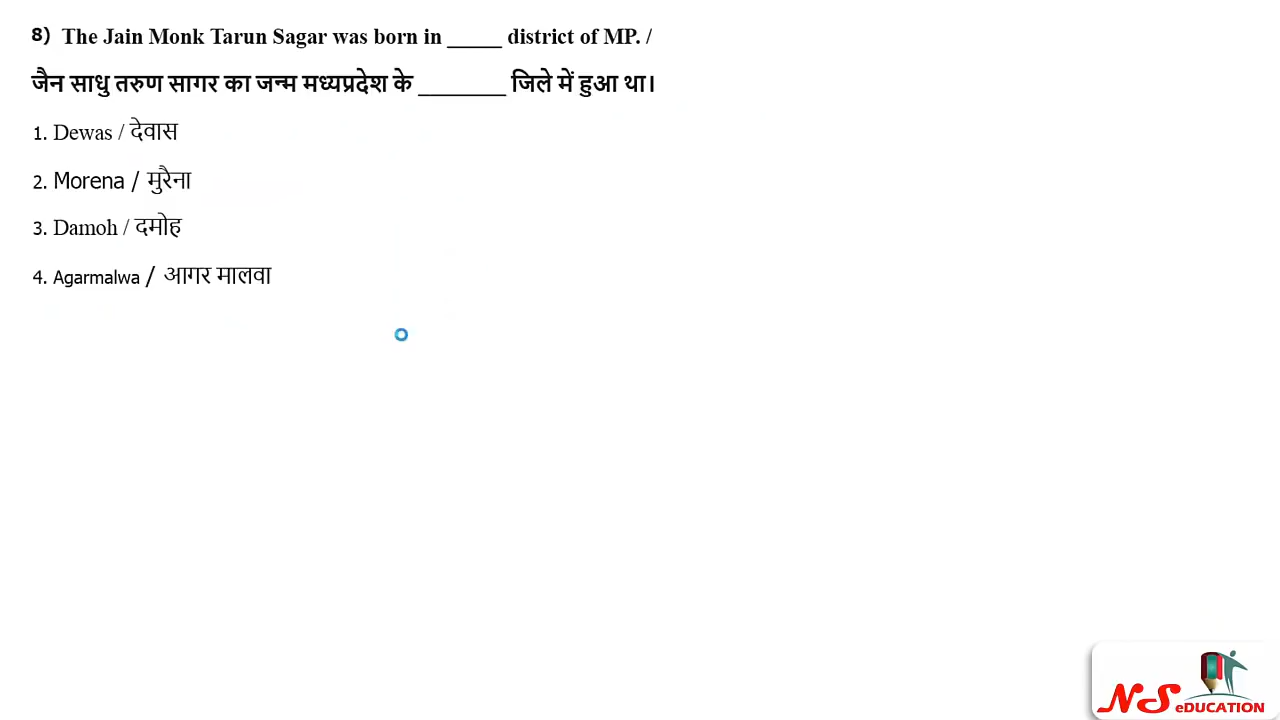 8) The Jain Monk Tarun Sagar was born in _____ district of MP. /
जैन साधु तरुण सागर का जन्म मध्यप्रदेश के _______ जिले में हुआ था।
1. Dewas / देवास
2. Morena / मुरैना
3. Damoh / दमोह
4. Agarmalwa / आगर मालवा
NS eDUCATION